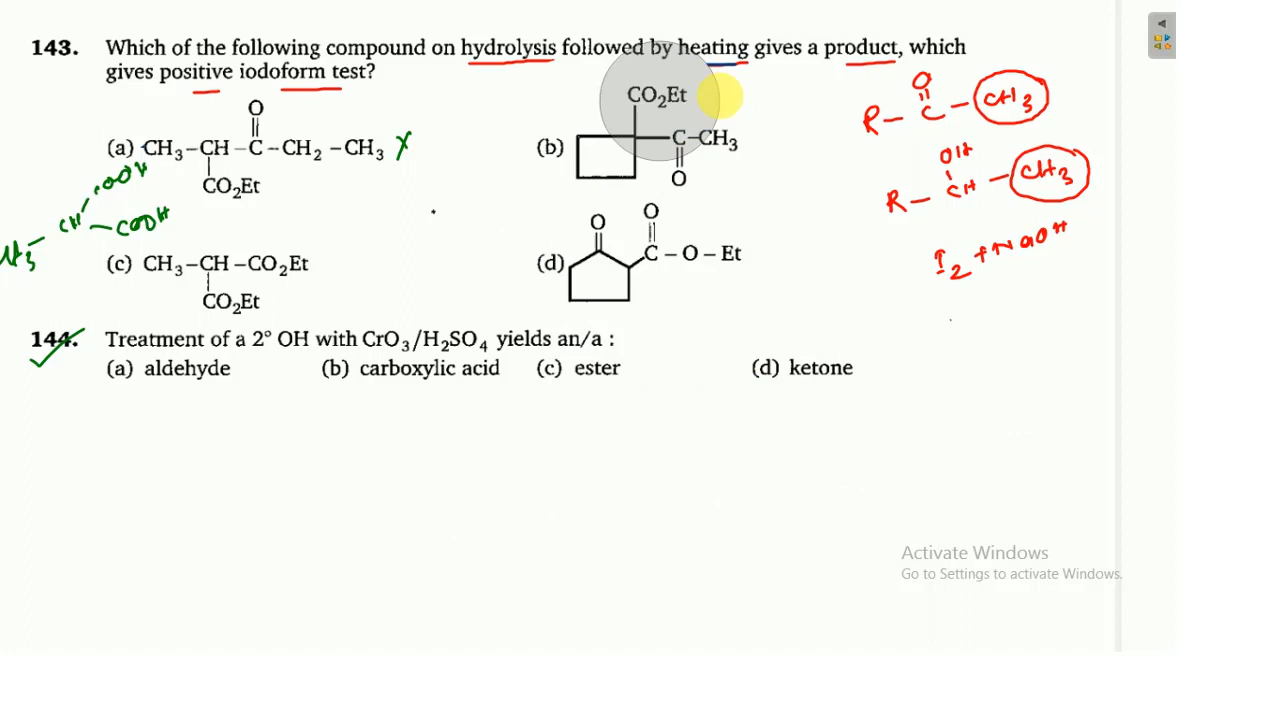 143. Which of the following compound on hydrolysis followed by heating gives a product, which
gives positive iodoform test?
O
(a) CH₃–CH–C–CH₂–CH₃ X
CO₂Et
CO₂Et
(b) C–CH₃
O
R–C–CH₃
O
OH
R–CH–CH₃
I₂ + NaOH
COOH
CH–COOH
(c) CH₃–CH–CO₂Et
CO₂Et
O
O
(d) C–O–Et
144. Treatment of a 2° OH with CrO₃/H₂SO₄ yields an/a :
(a) aldehyde (b) carboxylic acid (c) ester (d) ketone
Activate Windows
Go to Settings to activate Windows.